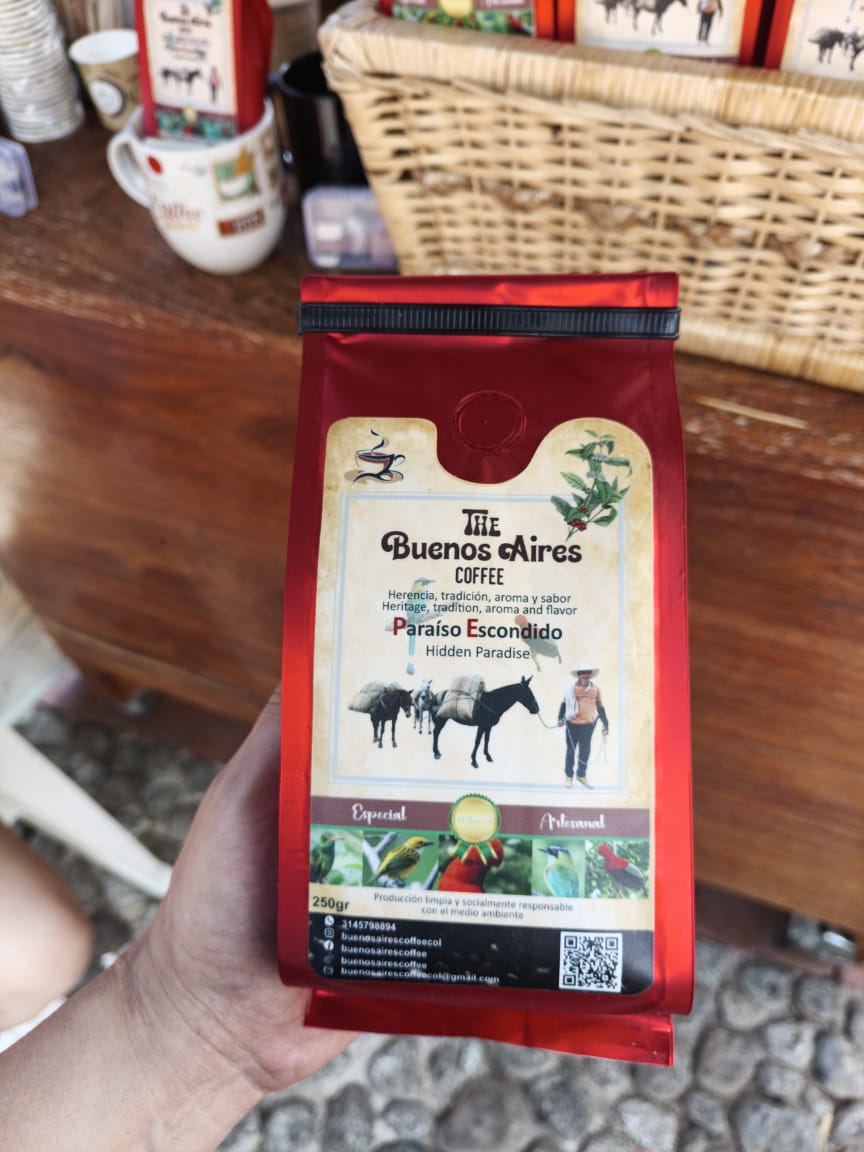 THE
Buenos Aires
COFFEE
Herencia, tradición, aroma y sabor
Heritage, tradition, aroma and flavor
Paraíso Escondido
Hidden Paradise
Especial
Artesanal
250gr
Producción limpia y socialmente responsable
con el medio ambiente
3145798894
buenosairescoffeecol
buenosairescoffee
buenosairescoffee
buenosairescoffeecol@gmail.com